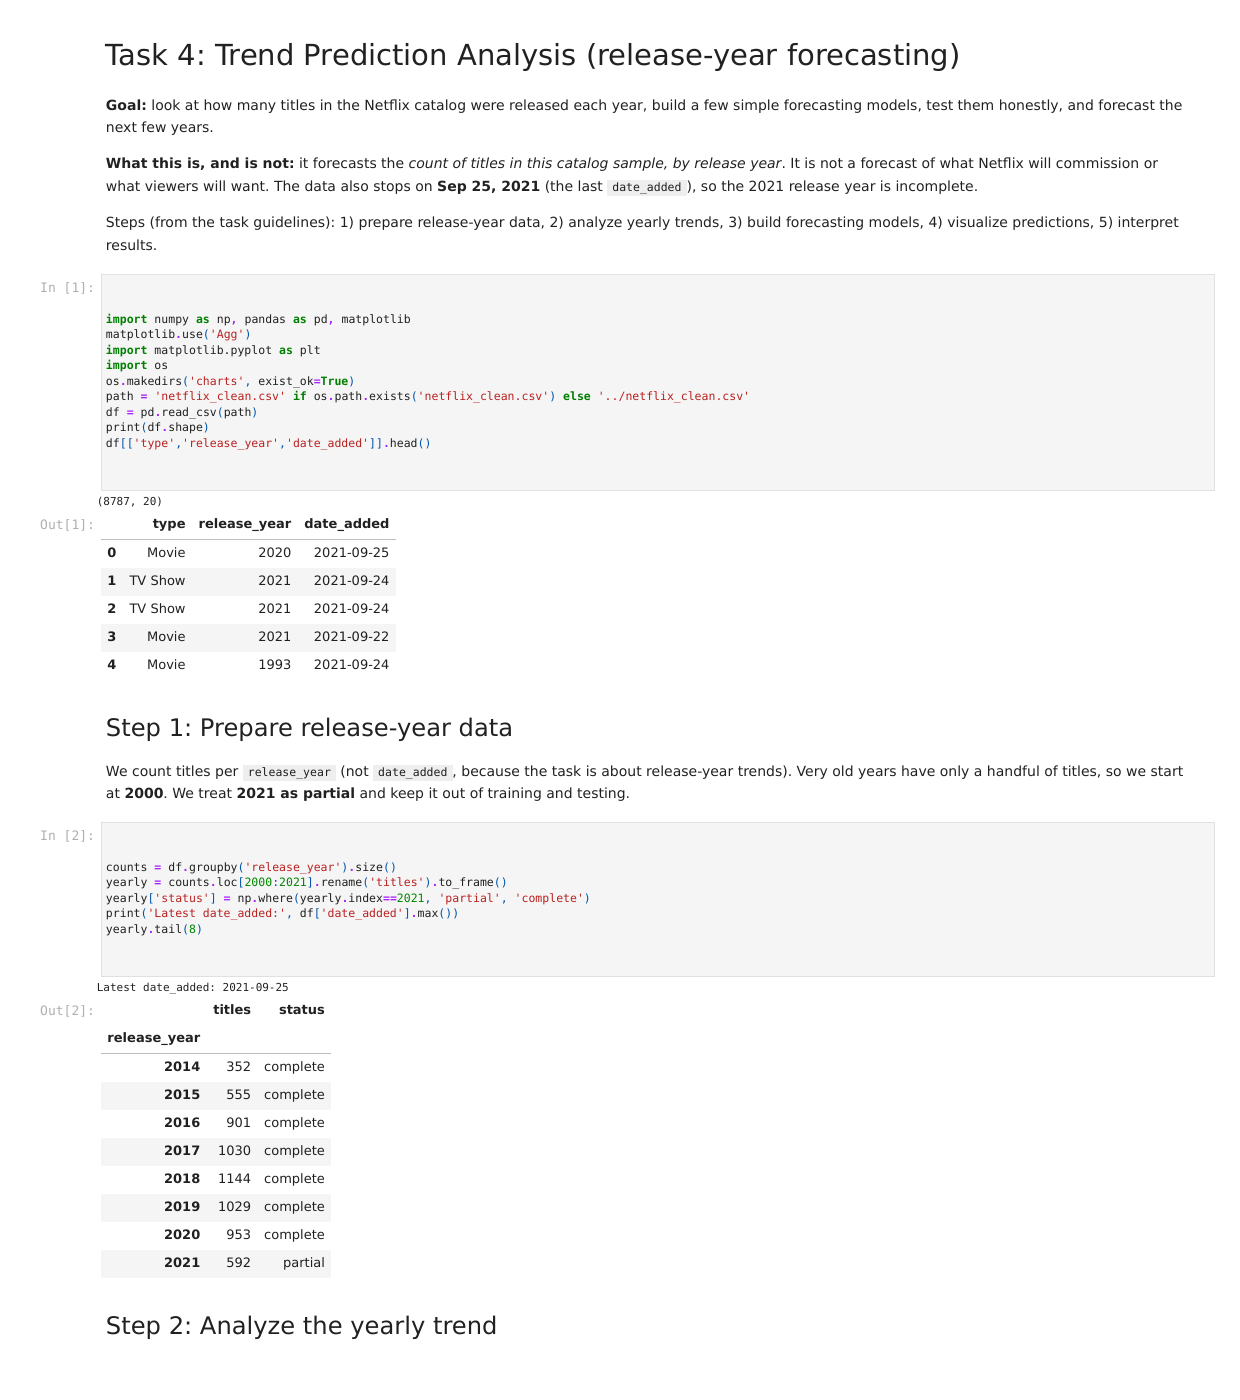 Task 4: Trend Prediction Analysis (release-year forecasting)
Goal: look at how many titles in the Netflix catalog were released each year, build a few simple forecasting models, test them honestly, and forecast the
next few years.
What this is, and is not: it forecasts the count of titles in this catalog sample, by release year. It is not a forecast of what Netflix will commission or
what viewers will want. The data also stops on Sep 25, 2021 (the last date_added ), so the 2021 release year is incomplete.
Steps (from the task guidelines): 1) prepare release-year data, 2) analyze yearly trends, 3) build forecasting models, 4) visualize predictions, 5) interpret
results.
In [1]:
import numpy as np, pandas as pd, matplotlib
matplotlib.use('Agg')
import matplotlib.pyplot as plt
import os
os.makedirs('charts', exist_ok=True)
path = 'netflix_clean.csv' if os.path.exists('netflix_clean.csv') else '../netflix_clean.csv'
df = pd.read_csv(path)
print(df.shape)
df[['type','release_year','date_added']].head()
(8787, 20)
Out[1]:
type release_year date_added
0 Movie 2020 2021-09-25
1 TV Show 2021 2021-09-24
2 TV Show 2021 2021-09-24
3 Movie 2021 2021-09-22
4 Movie 1993 2021-09-24
Step 1: Prepare release-year data
We count titles per release_year (not date_added, because the task is about release-year trends). Very old years have only a handful of titles, so we start
at 2000. We treat 2021 as partial and keep it out of training and testing.
In [2]:
counts = df.groupby('release_year').size()
yearly = counts.loc[2000:2021].rename('titles').to_frame()
yearly['status'] = np.where(yearly.index==2021, 'partial', 'complete')
print('Latest date_added:', df['date_added'].max())
yearly.tail(8)
Latest date_added: 2021-09-25
Out[2]:
titles status
release_year
2014 352 complete
2015 555 complete
2016 901 complete
2017 1030 complete
2018 1144 complete
2019 1029 complete
2020 953 complete
2021 592 partial
Step 2: Analyze the yearly trend